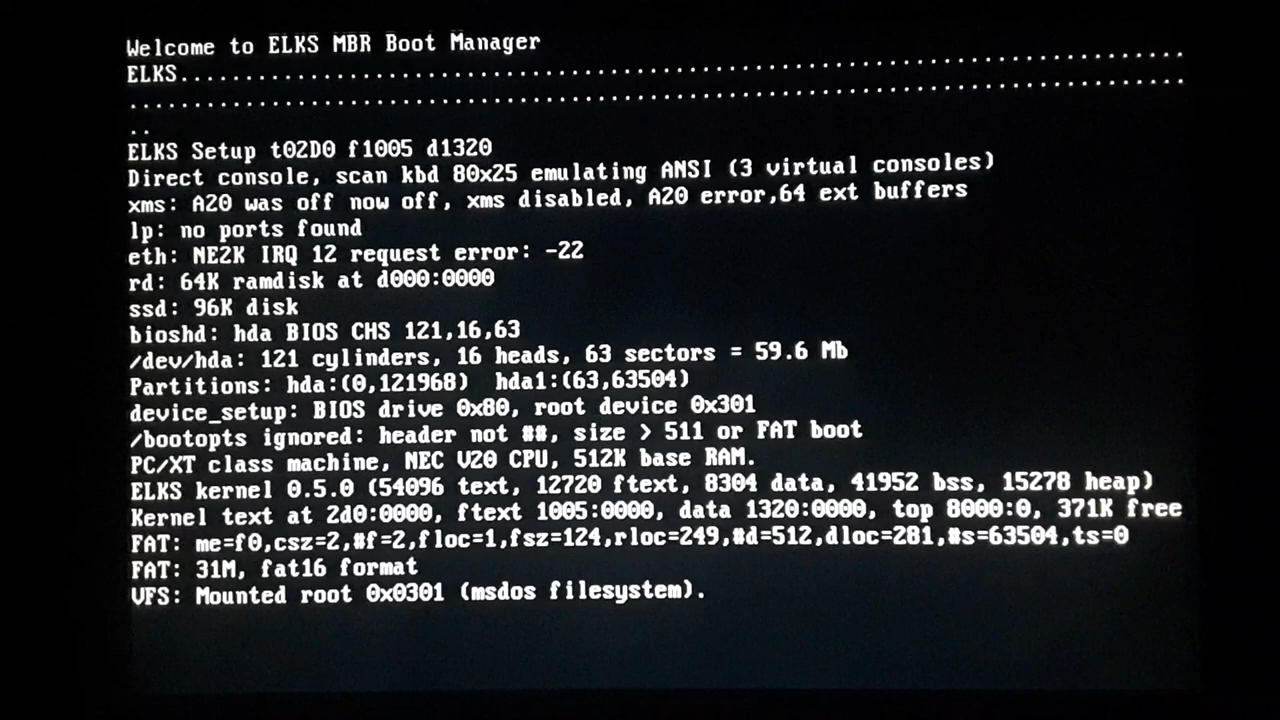 Welcome to ELKS MBR Boot Manager
ELKS.............................................................................
.................................................................................
..
ELKS Setup t02D0 f1005 d1320
Direct console, scan kbd 80x25 emulating ANSI (3 virtual consoles)
xms: A20 was off now off, xms disabled, A20 error,64 ext buffers
lp: no ports found
eth: NE2K IRQ 12 request error: -22
rd: 64K ramdisk at d000:0000
ssd: 96K disk
bioshd: hda BIOS CHS 121,16,63
/dev/hda: 121 cylinders, 16 heads, 63 sectors = 59.6 Mb
Partitions: hda:(0,121968)  hda1:(63,63504)
device_setup: BIOS drive 0x80, root device 0x301
/bootopts ignored: header not ##, size > 511 or FAT boot
PC/XT class machine, NEC V20 CPU, 512K base RAM.
ELKS kernel 0.5.0 (54096 text, 12720 ftext, 8304 data, 41952 bss, 15278 heap)
Kernel text at 2d0:0000, ftext 1005:0000, data 1320:0000, top 8000:0, 371K free
FAT: me=f0,csz=2,#f=2,floc=1,fsz=124,rloc=249,#d=512,dloc=281,#s=63504,ts=0
FAT: 31M, fat16 format
VFS: Mounted root 0x0301 (msdos filesystem).